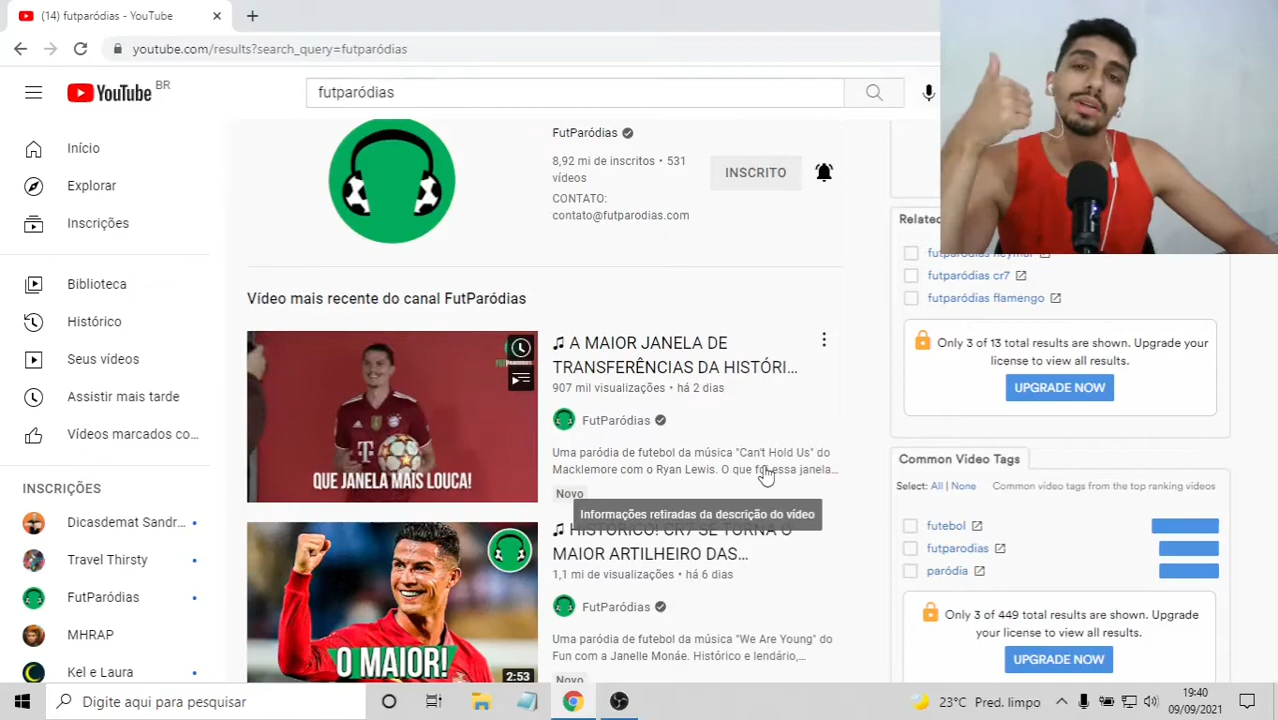 (14) futparódias - YouTube
youtube.com/results?search_query=futparódias
YouTube BR
futparódias
Início
Explorar
Inscrições
Biblioteca
Histórico
Seus vídeos
Assistir mais tarde
Vídeos marcados co...
INSCRIÇÕES
Dicasdemat Sandr...
Travel Thirsty
FutParódias
MHRAP
Kel e Laura
FutParódias
8,92 mi de inscritos • 531
vídeos
CONTATO:
contato@futparodias.com
INSCRITO
Vídeo mais recente do canal FutParódias
QUE JANELA MAIS LOUCA!
♫ A MAIOR JANELA DE
TRANSFERÊNCIAS DA HISTÓRI...
907 mil visualizações • há 2 dias
FutParódias
Uma paródia de futebol da música "Can't Hold Us" do
Macklemore com o Ryan Lewis. O que foi essa janela...
Novo
Informações retiradas da descrição do vídeo
O MAIOR!
2:53
♫ HISTÓRICO! CR7 SE TORNA O
MAIOR ARTILHEIRO DAS...
1,1 mi de visualizações • há 6 dias
FutParódias
Uma paródia de futebol da música "We Are Young" do
Fun com a Janelle Monáe. Histórico e lendário,...
Novo
Related
futparódias neymar
futparódias cr7
futparódias flamengo
Only 3 of 13 total results are shown. Upgrade your
license to view all results.
UPGRADE NOW
Common Video Tags
Select: All | None Common video tags from the top ranking videos
futebol
futparodias
paródia
Only 3 of 449 total results are shown. Upgrade
your license to view all results.
UPGRADE NOW
Digite aqui para pesquisar
23°C Pred. limpo
19:40
09/09/2021